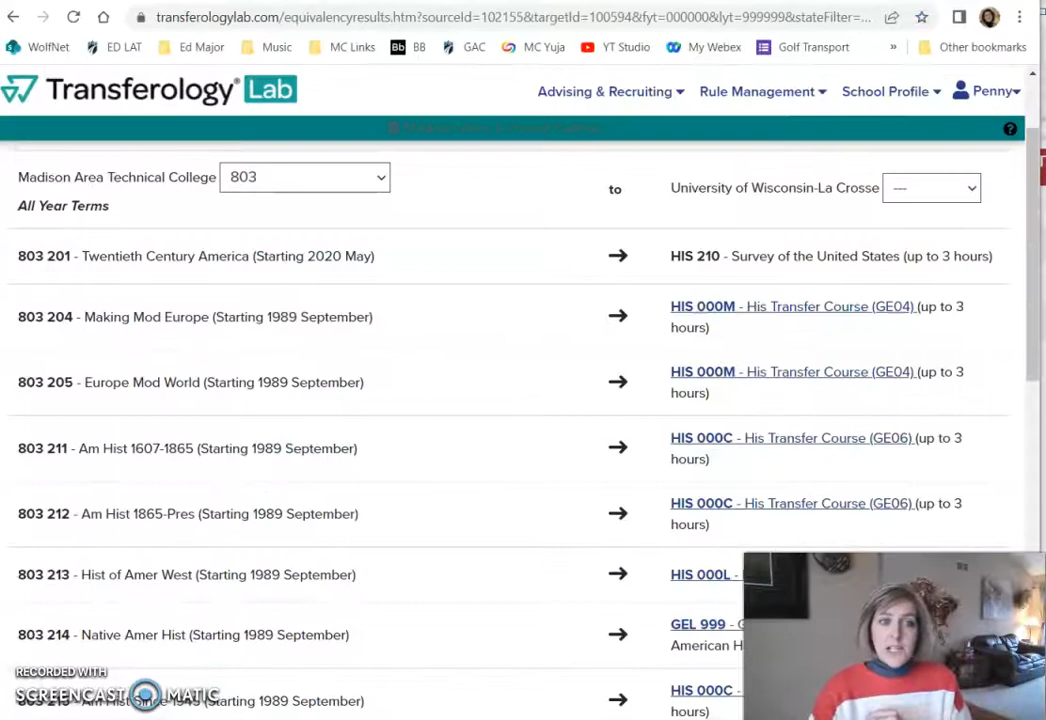 transferologylab.com/equivalencyresults.htm?sourceId=102155&targetId=100594&fyt=000000&lyt=999999&stateFilter=...
WolfNet ED LAT Ed Major Music MC Links Bb BB GAC MC Yuja YT Studio My Webex Golf Transport » Other bookmarks
Transferology® Lab Advising & Recruiting Rule Management School Profile Penny
Madison Area Technical College 803 to University of Wisconsin-La Crosse ---
All Year Terms
803 201 - Twentieth Century America (Starting 2020 May) → HIS 210 - Survey of the United States (up to 3 hours)
803 204 - Making Mod Europe (Starting 1989 September) → HIS 000M - His Transfer Course (GE04) (up to 3
hours)
803 205 - Europe Mod World (Starting 1989 September) → HIS 000M - His Transfer Course (GE04) (up to 3
hours)
803 211 - Am Hist 1607-1865 (Starting 1989 September) → HIS 000C - His Transfer Course (GE06) (up to 3
hours)
803 212 - Am Hist 1865-Pres (Starting 1989 September) → HIS 000C - His Transfer Course (GE06) (up to 3
hours)
803 213 - Hist of Amer West (Starting 1989 September) → HIS 000L -
803 214 - Native Amer Hist (Starting 1989 September) → GEL 999 -
American H
RECORDED WITH
SCREENCAST MATIC
803 215 - Am Hist Since 1945 (Starting 1989 September) → HIS 000C -
hours)